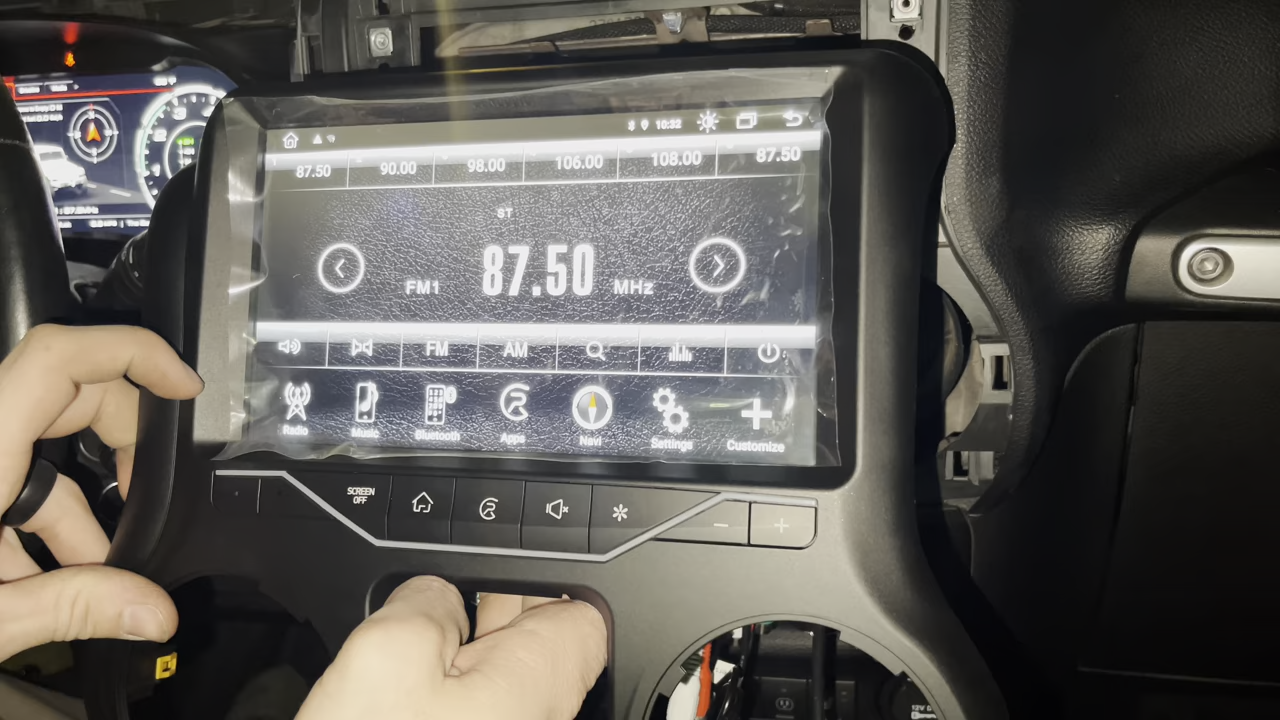 10:32
87.50 90.00 98.00 106.00 108.00 87.50
ST
FM1 87.50 MHz
FM AM
Radio Music Bluetooth Apps Navi Settings Customize
SCREEN
OFF
− +
12V